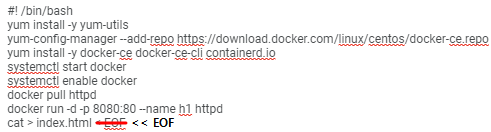 #! /bin/bash
yum install -y yum-utils
yum-config-manager --add-repo https://download.docker.com/linux/centos/docker-ce.repo
yum install -y docker-ce docker-ce-cli containerd.io
systemctl start docker
systemctl enable docker
docker pull httpd
docker run -d -p 8080:80 --name h1 httpd
cat > index.html <EOF << EOF